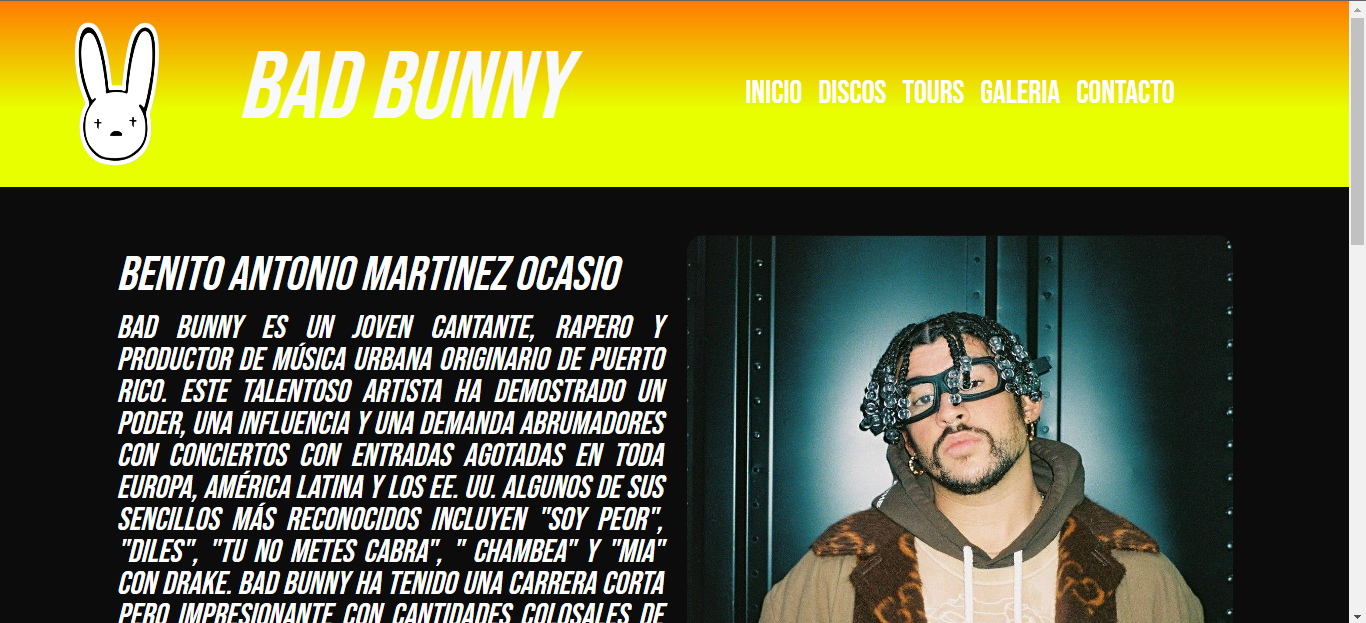 BAD BUNNY
INICIO DISCOS TOURS GALERIA CONTACTO
BENITO ANTONIO MARTINEZ OCASIO
BAD BUNNY ES UN JOVEN CANTANTE, RAPERO Y
PRODUCTOR DE MÚSICA URBANA ORIGINARIO DE PUERTO
RICO. ESTE TALENTOSO ARTISTA HA DEMOSTRADO UN
PODER, UNA INFLUENCIA Y UNA DEMANDA ABRUMADORES
CON CONCIERTOS CON ENTRADAS AGOTADAS EN TODA
EUROPA, AMÉRICA LATINA Y LOS EE. UU. ALGUNOS DE SUS
SENCILLOS MÁS RECONOCIDOS INCLUYEN "SOY PEOR",
"DILES", "TU NO METES CABRA", " CHAMBEA" Y "MIA"
CON DRAKE. BAD BUNNY HA TENIDO UNA CARRERA CORTA
PERO IMPRESIONANTE CON CANTIDADES COLOSALES DE